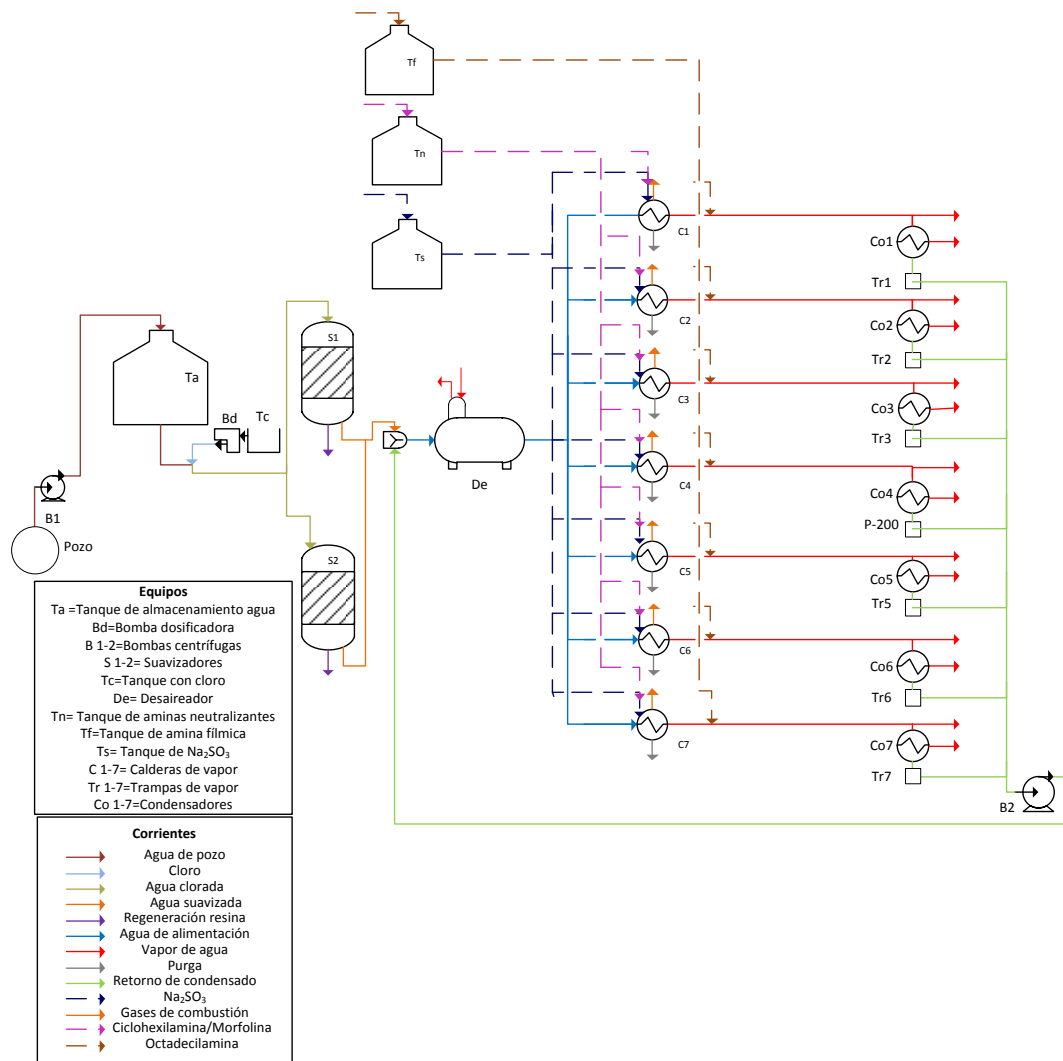 Tf
Tn
Ts
C1
Co1
Tr1
C2
Co2
Tr2
S1
Ta
Bd
Tc
C3
Co3
Tr3
De
C4
Co4
P-200
B1
Pozo
C5
Co5
Tr5
S2
C6
Co6
Tr6
C7
Co7
Tr7
B2
Equipos
Ta =Tanque de almacenamiento agua
Bd=Bomba dosificadora
B 1-2=Bombas centrífugas
S 1-2= Suavizadores
Tc=Tanque con cloro
De= Desaireador
Tn= Tanque de aminas neutralizantes
Tf=Tanque de amina fílmica
Ts= Tanque de Na₂SO₃
C 1-7= Calderas de vapor
Tr 1-7=Trampas de vapor
Co 1-7=Condensadores
Corrientes
Agua de pozo
Cloro
Agua clorada
Agua suavizada
Regeneración resina
Agua de alimentación
Vapor de agua
Purga
Retorno de condensado
Na₂SO₃
Gases de combustión
Ciclohexilamina/Morfolina
Octadecilamina